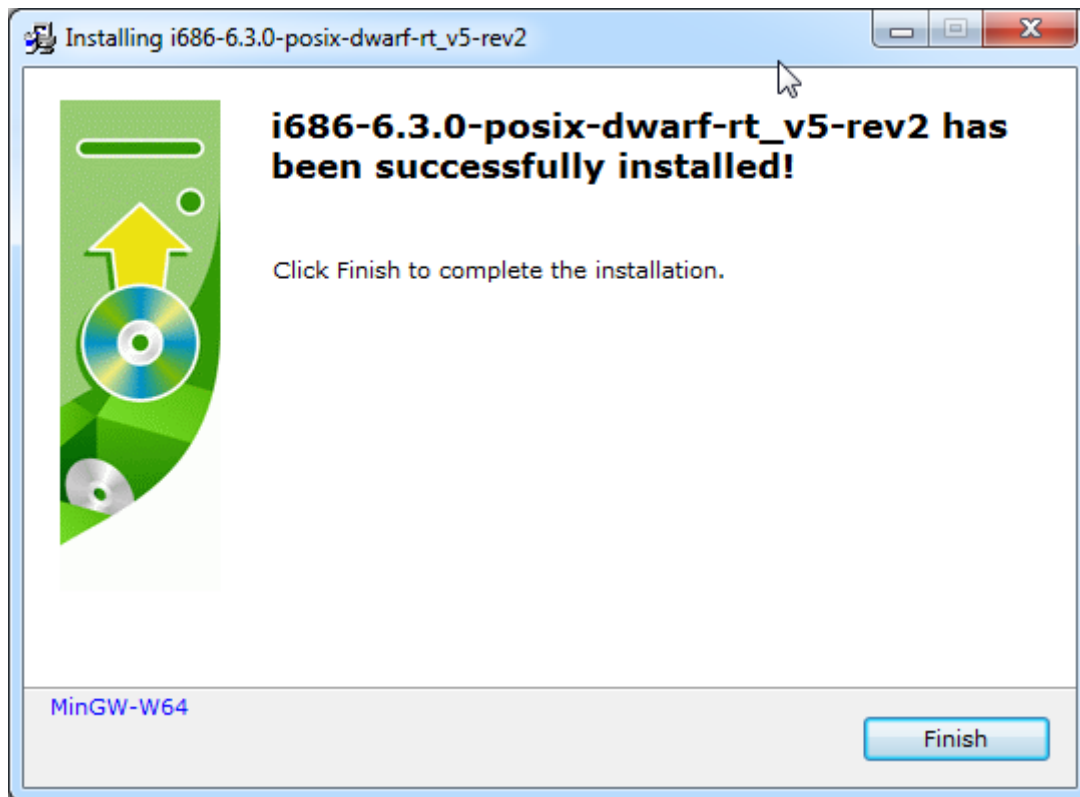 Installing i686-6.3.0-posix-dwarf-rt_v5-rev2
i686-6.3.0-posix-dwarf-rt_v5-rev2 has
been successfully installed!
Click Finish to complete the installation.
MinGW-W64
Finish